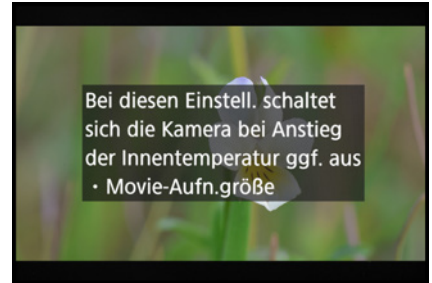 Bei diesen Einstell. schaltet
sich die Kamera bei Anstieg
der Innentemperatur ggf. aus
· Movie-Aufn.größe